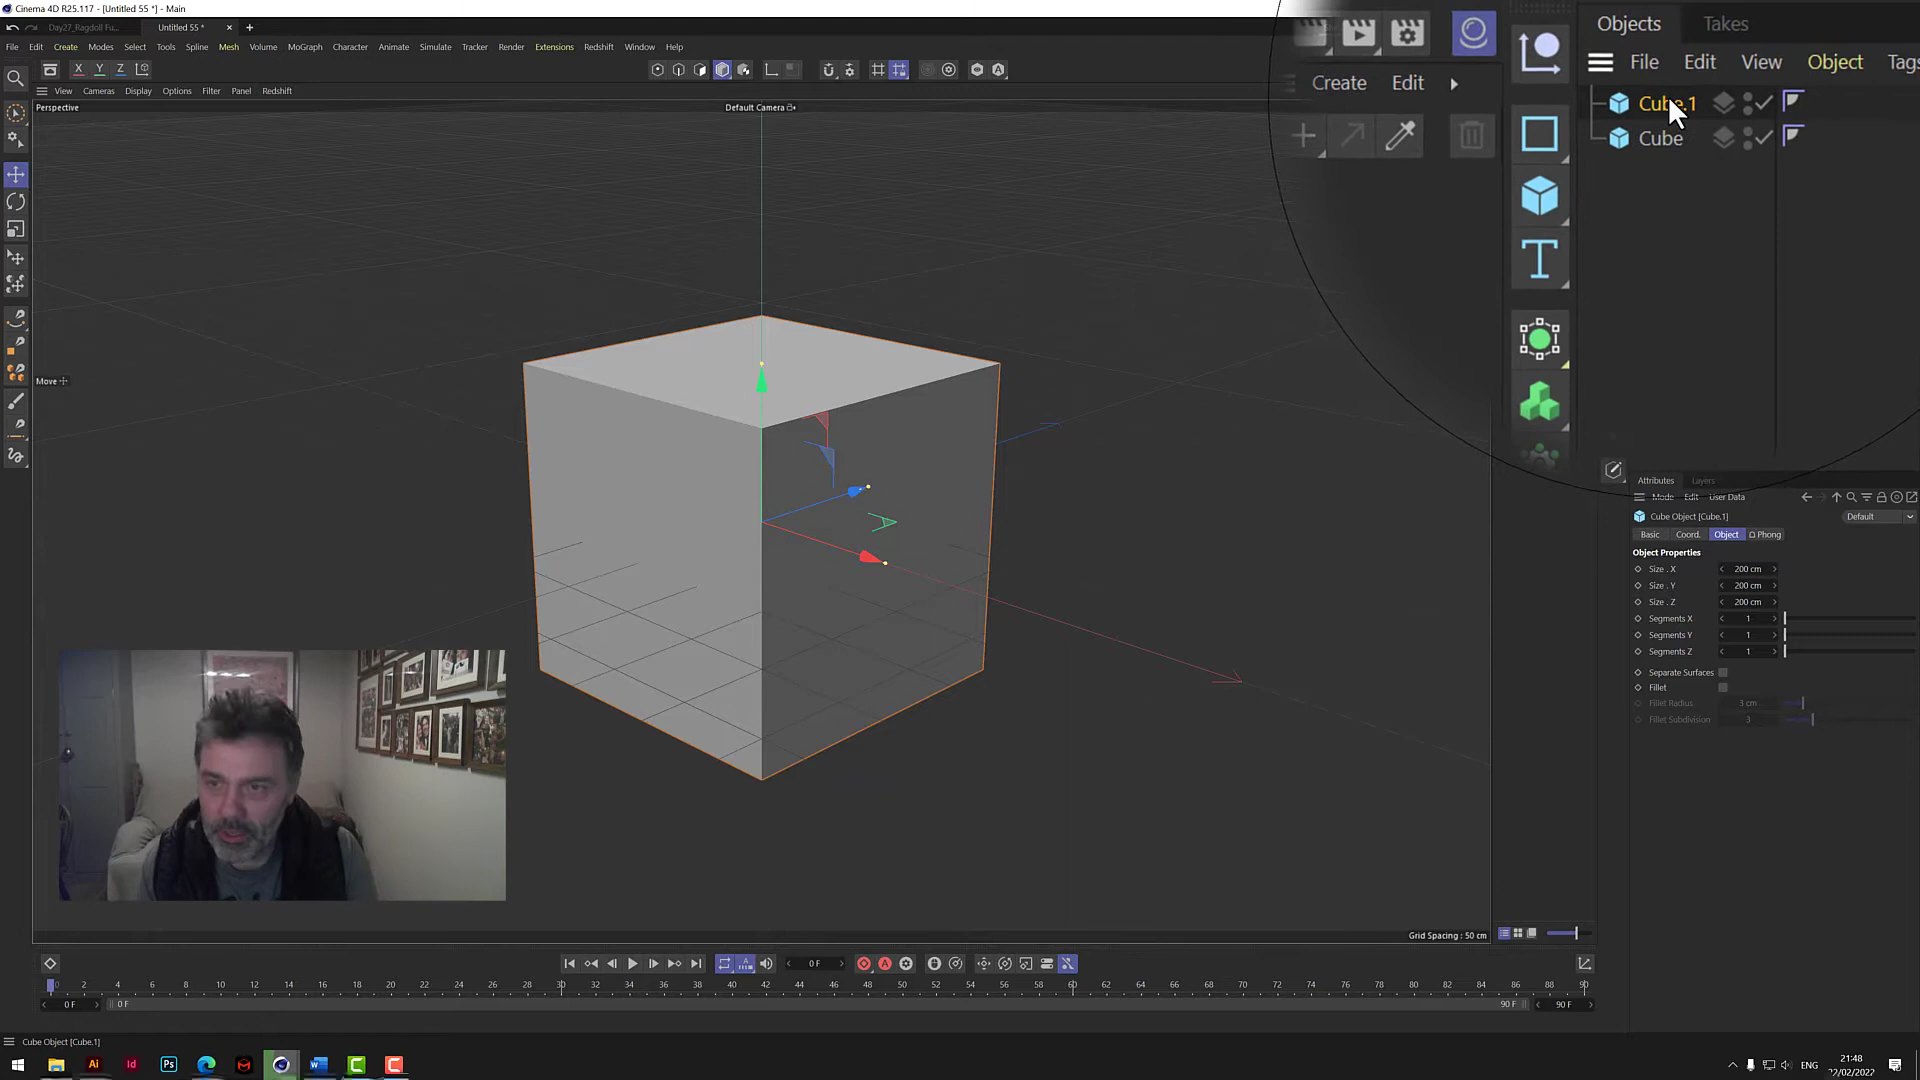 Cinema 4D R25.117 - [Untitled 55 *] - Main
Day27_Ragdoll Fu...
Untitled 55 *
File Edit Create Modes Select Tools Spline Mesh Volume MoGraph Character Animate Simulate Tracker Render Extensions Redshift Window Help
X Y Z
View Cameras Display Options Filter Panel Redshift
Perspective
Default Camera
Move
Grid Spacing : 50 cm
Create Edit
Objects Takes
File Edit View Object Tags
Cube.1
Cube
Attributes Layers
Mode Edit User Data
Cube Object [Cube.1]
Default
Basic Coord. Object Phong
Object Properties
Size . X 200 cm
Size . Y 200 cm
Size . Z 200 cm
Segments X 1
Segments Y 1
Segments Z 1
Separate Surfaces
Fillet
Fillet Radius 3 cm
Fillet Subdivision 3
0 F
0 2 4 6 8 10 12 14 16 18 20 22 24 26 28 30 32 34 36 38 40 42 44 46 48 50 52 54 56 58 60 62 64 66 68 70 72 74 76 78 80 82 84 86 88 90
0 F 0 F 90 F 90 F
Cube Object [Cube.1]
Ai Id Ps
ENG
21:48
22/02/2022